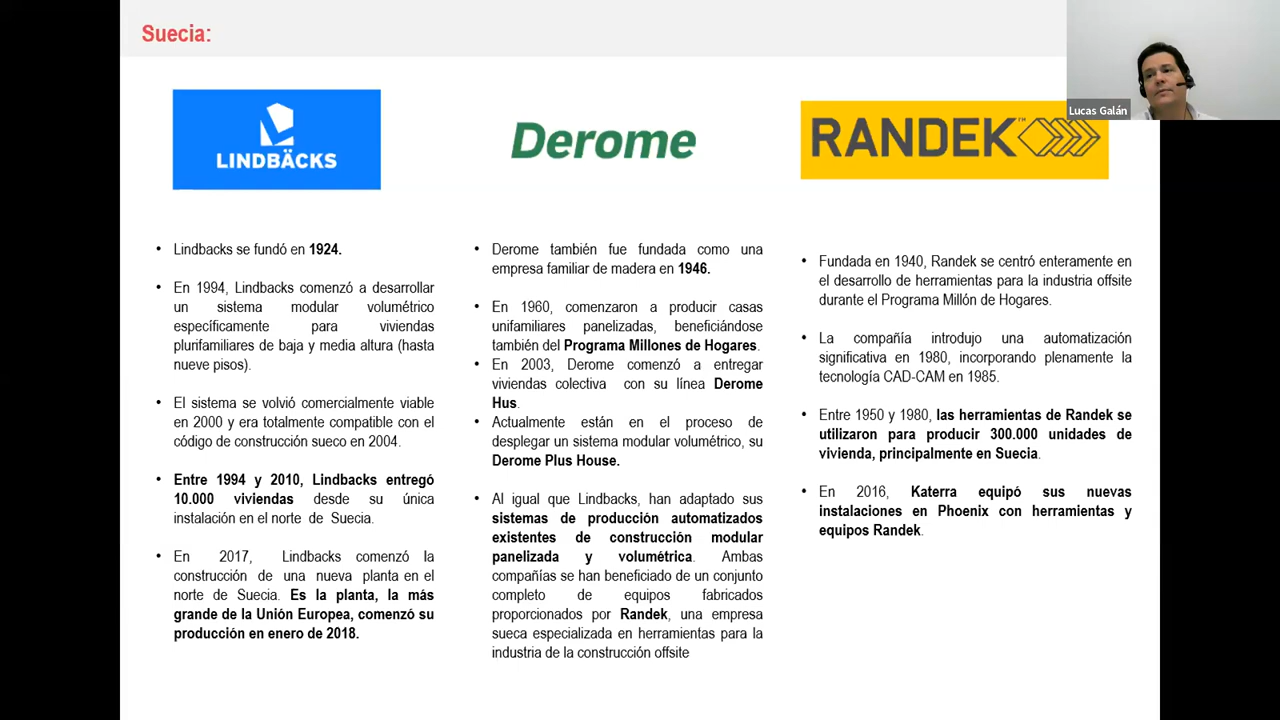 Suecia:
Lucas Galán
LINDBÄCKS
Derome
RANDEK™
• Lindbacks se fundó en 1924.
• En 1994, Lindbacks comenzó a desarrollar
un sistema modular volumétrico
específicamente para viviendas
plurifamiliares de baja y media altura (hasta
nueve pisos).
• El sistema se volvió comercialmente viable
en 2000 y era totalmente compatible con el
código de construcción sueco en 2004.
• Entre 1994 y 2010, Lindbacks entregó
10.000 viviendas desde su única
instalación en el norte de Suecia.
• En 2017, Lindbacks comenzó la
construcción de una nueva planta en el
norte de Suecia. Es la planta, la más
grande de la Unión Europea, comenzó su
producción en enero de 2018.
• Derome también fue fundada como una
empresa familiar de madera en 1946.
• En 1960, comenzaron a producir casas
unifamiliares panelizadas, beneficiándose
también del Programa Millones de Hogares.
• En 2003, Derome comenzó a entregar
viviendas colectiva con su línea Derome
Hus.
• Actualmente están en el proceso de
desplegar un sistema modular volumétrico, su
Derome Plus House.
• Al igual que Lindbacks, han adaptado sus
sistemas de producción automatizados
existentes de construcción modular
panelizada y volumétrica. Ambas
compañías se han beneficiado de un conjunto
completo de equipos fabricados
proporcionados por Randek, una empresa
sueca especializada en herramientas para la
industria de la construcción offsite
• Fundada en 1940, Randek se centró enteramente en
el desarrollo de herramientas para la industria offsite
durante el Programa Millón de Hogares.
• La compañía introdujo una automatización
significativa en 1980, incorporando plenamente la
tecnología CAD-CAM en 1985.
• Entre 1950 y 1980, las herramientas de Randek se
utilizaron para producir 300.000 unidades de
vivienda, principalmente en Suecia.
• En 2016, Katerra equipó sus nuevas
instalaciones en Phoenix con herramientas y
equipos Randek.